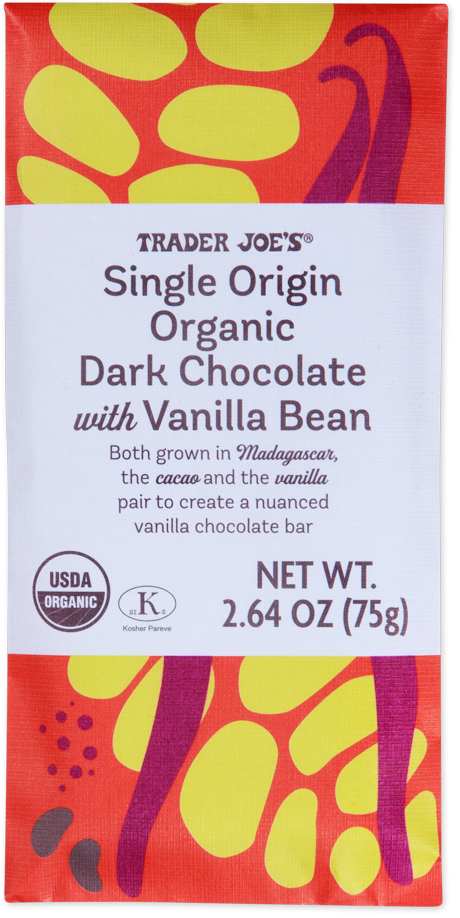 TRADER JOE'S®
Single Origin
Organic
Dark Chocolate
with Vanilla Bean
Both grown in Madagascar,
the cacao and the vanilla
pair to create a nuanced
vanilla chocolate bar
USDA
ORGANIC
K
SI S
Kosher Pareve
NET WT.
2.64 OZ (75g)